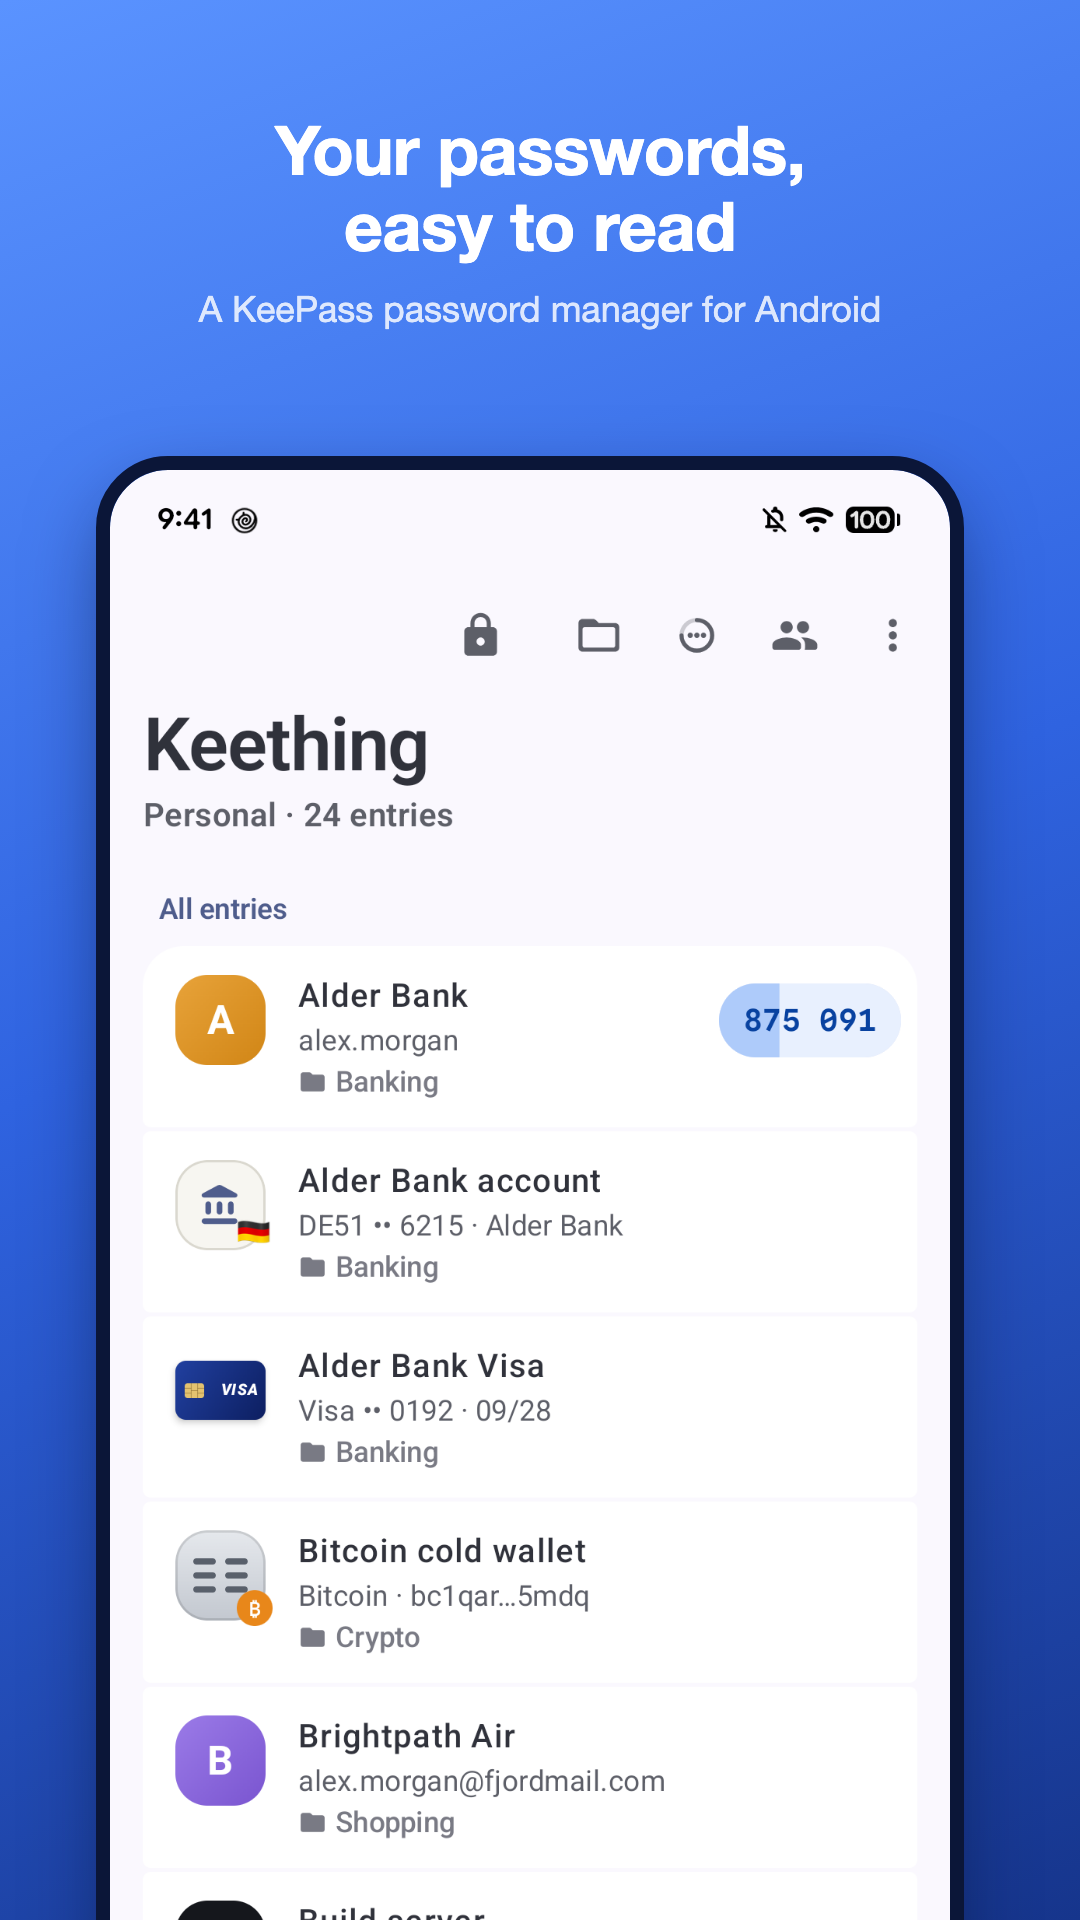 Your passwords,
easy to read
A KeePass password manager for Android
9:41
100
Keething
Personal · 24 entries
All entries
A
Alder Bank
alex.morgan
Banking
875 091
Alder Bank account
DE51 •• 6215 · Alder Bank
Banking
VISA
Alder Bank Visa
Visa •• 0192 · 09/28
Banking
Bitcoin cold wallet
Bitcoin · bc1qar...5mdq
Crypto
B
Brightpath Air
alex.morgan@fjordmail.com
Shopping
Build server